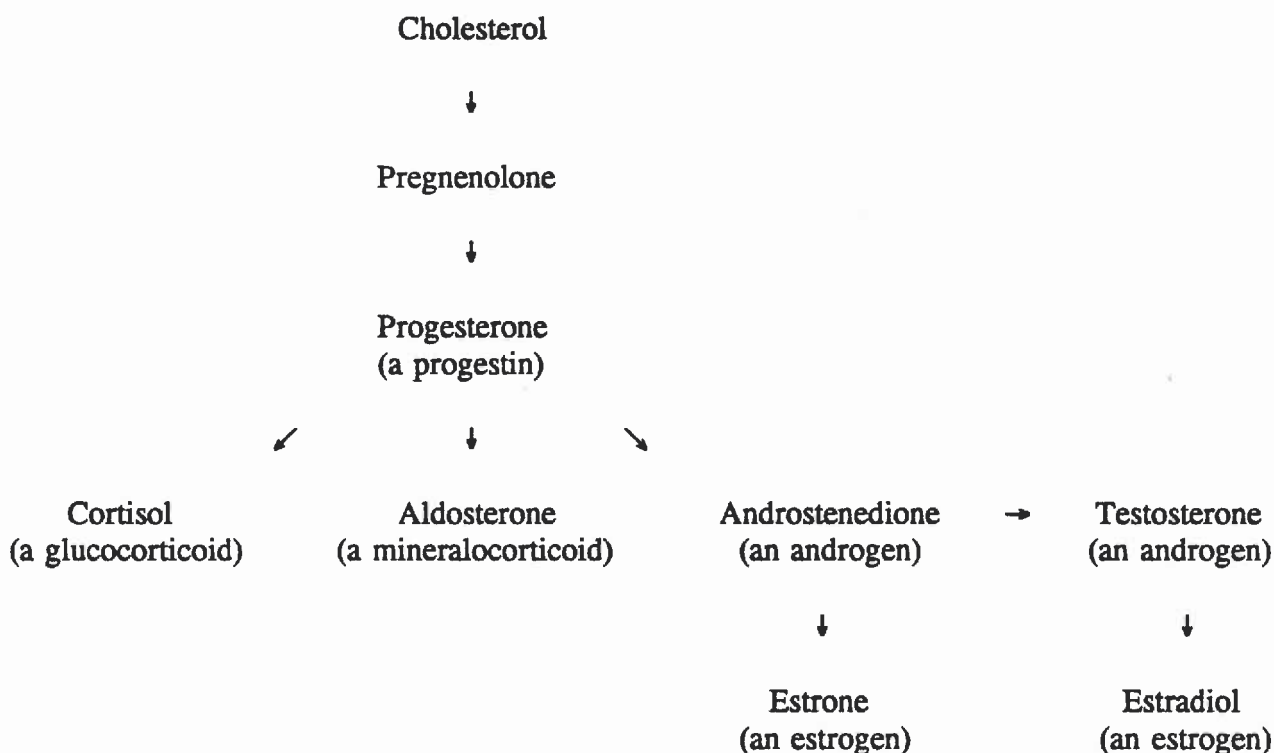 Cholesterol
↓
Pregnenolone
↓
Progesterone
(a progestin)
↙ ↓ ↘
Cortisol Aldosterone Androstenedione → Testosterone
(a glucocorticoid) (a mineralocorticoid) (an androgen) (an androgen)
↓ ↓
Estrone Estradiol
(an estrogen) (an estrogen)